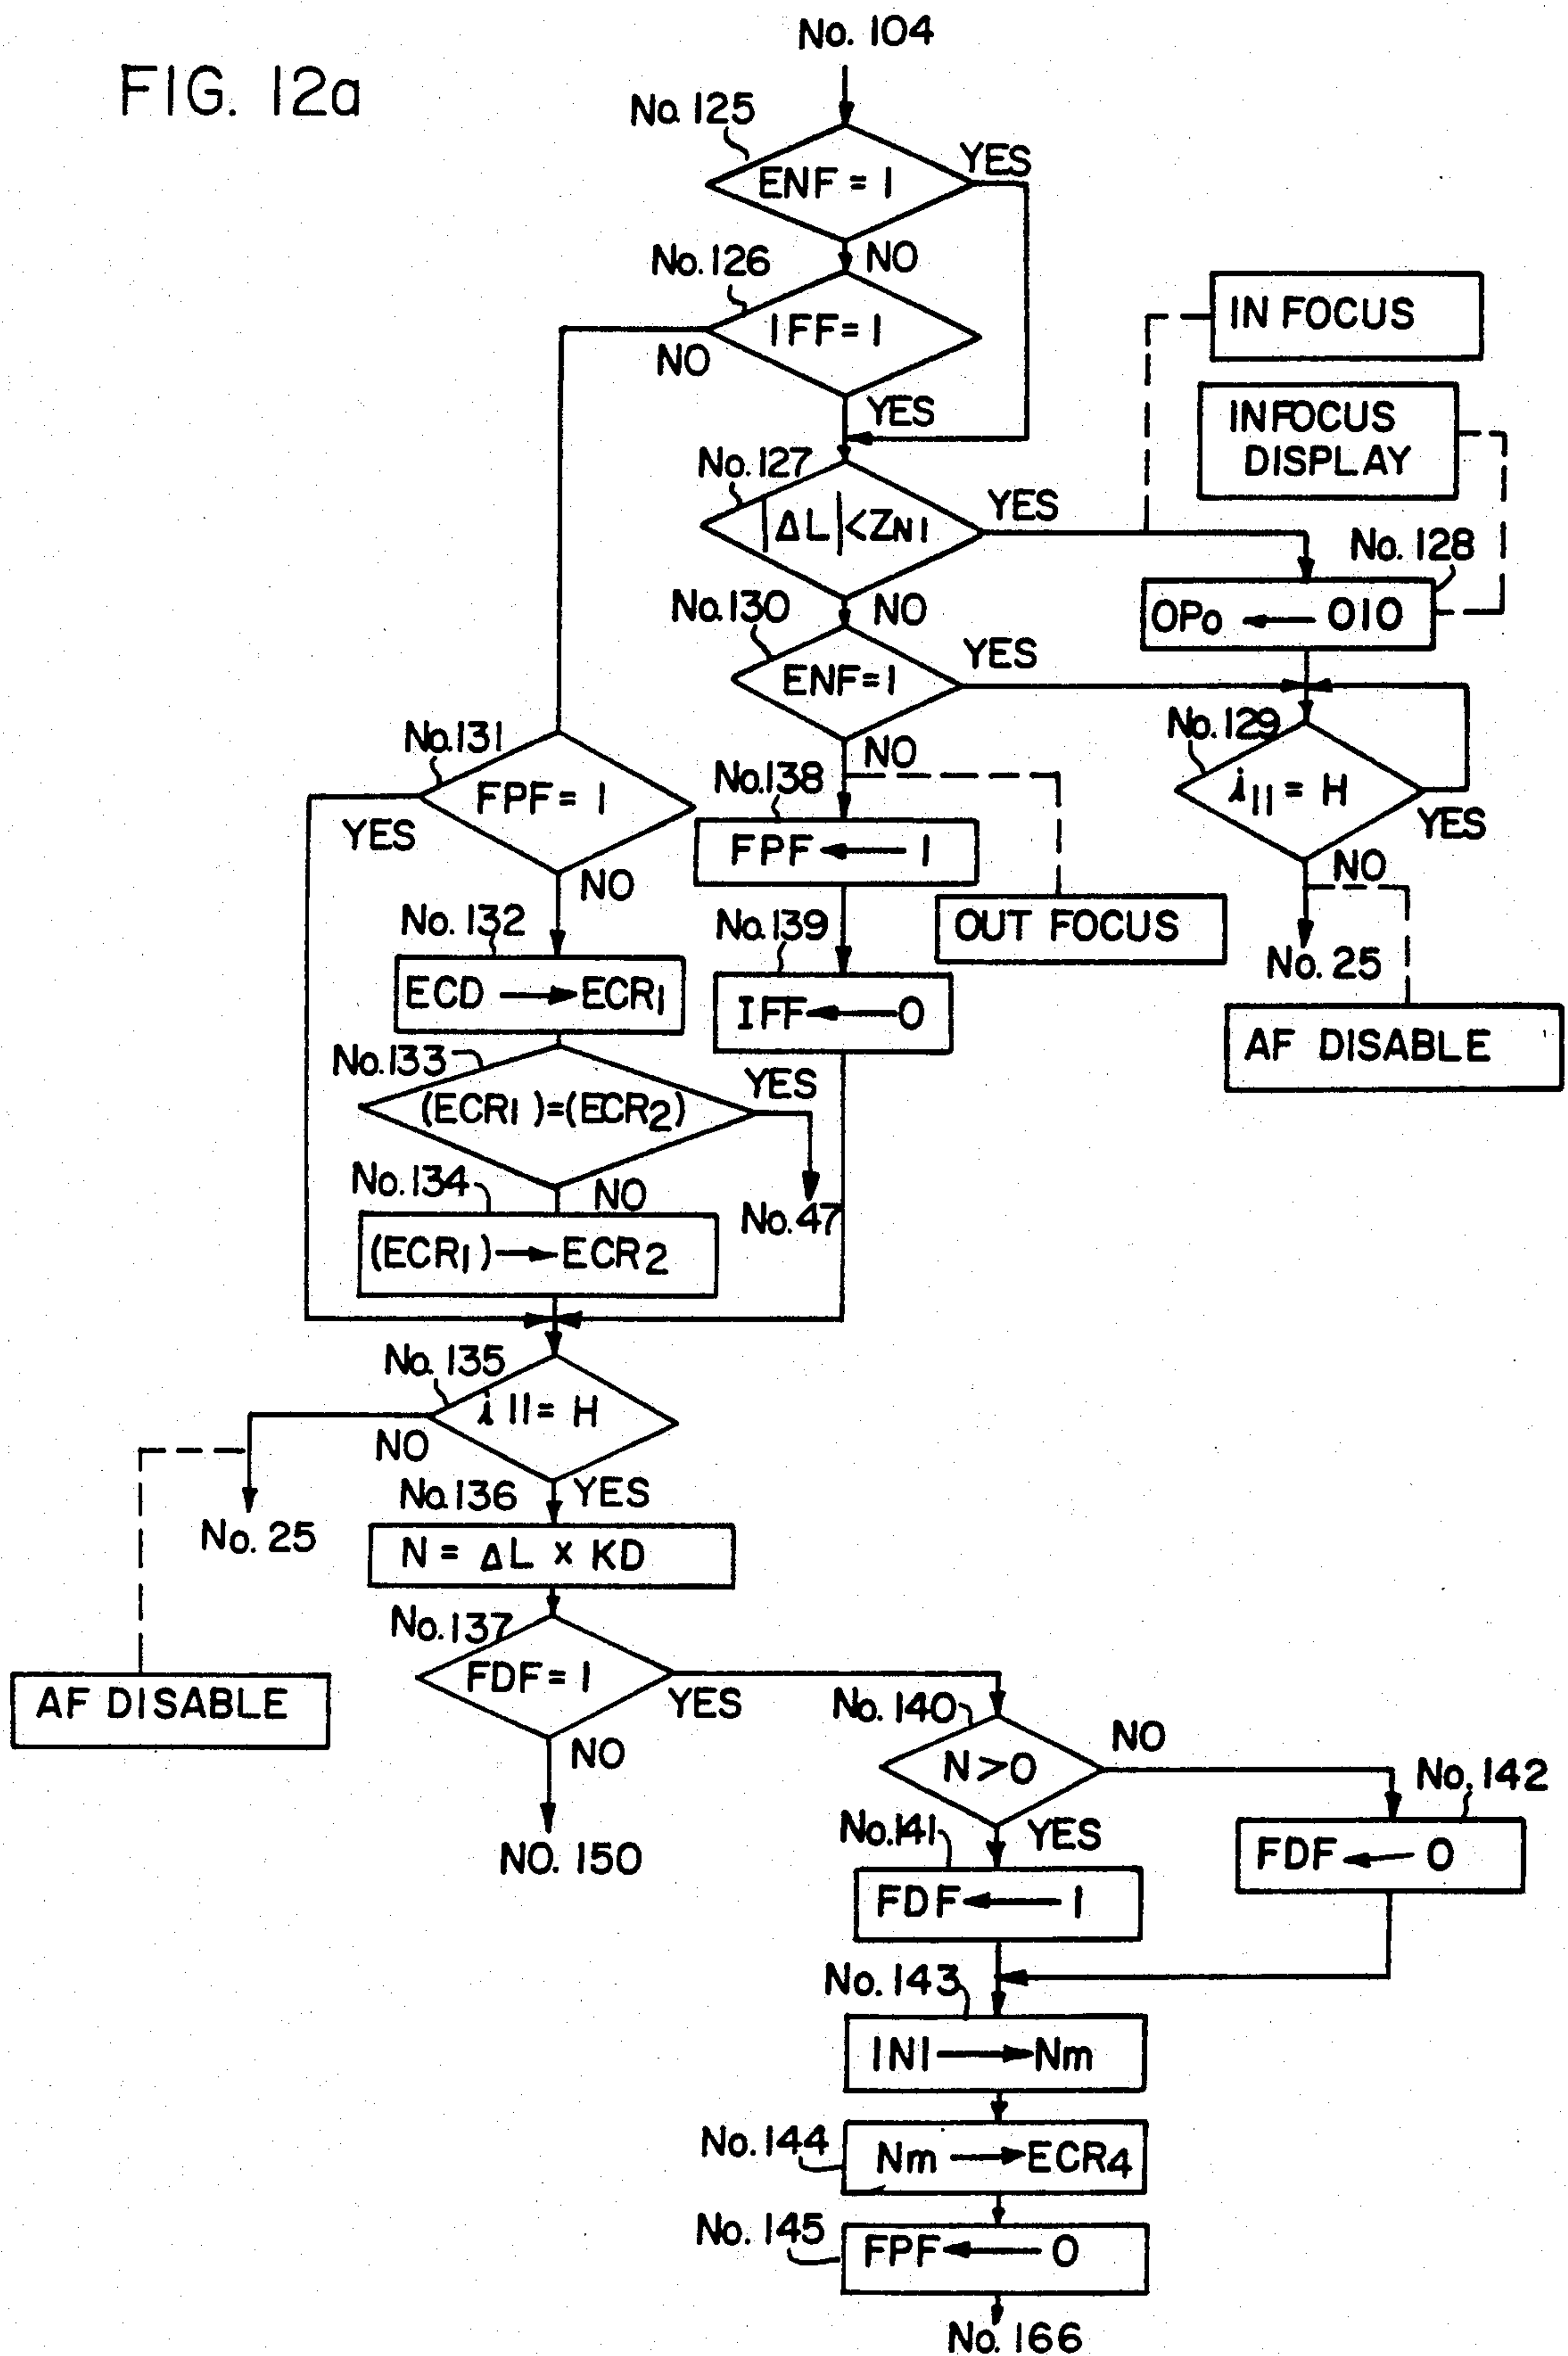 FIG. 12a
No. 104
No. 125
ENF = 1
YES
NO
No. 126
IFF = 1
NO
YES
IN FOCUS
INFOCUS
DISPLAY
No. 127
|ΔL|<ZN1
YES
NO
No. 128
OPo ← 010
No. 130
ENF=1
YES
NO
No. 129
i11 = H
YES
NO
No. 25
AF DISABLE
No. 131
FPF = 1
YES
NO
No. 138
FPF ← 1
OUT FOCUS
No. 132
ECD → ECR1
No. 139
IFF ← 0
No. 133
(ECR1)=(ECR2)
YES
NO
No. 47
No. 134
(ECR1) → ECR2
No. 135
i11 = H
NO
YES
No. 25
AF DISABLE
No. 136
N = ΔL x KD
No. 137
FDF = 1
YES
NO
NO. 150
No. 140
N>0
NO
YES
No. 142
FDF ← 0
No. 141
FDF ← 1
No. 143
|N| → Nm
No. 144
Nm → ECR4
No. 145
FPF ← 0
No. 166